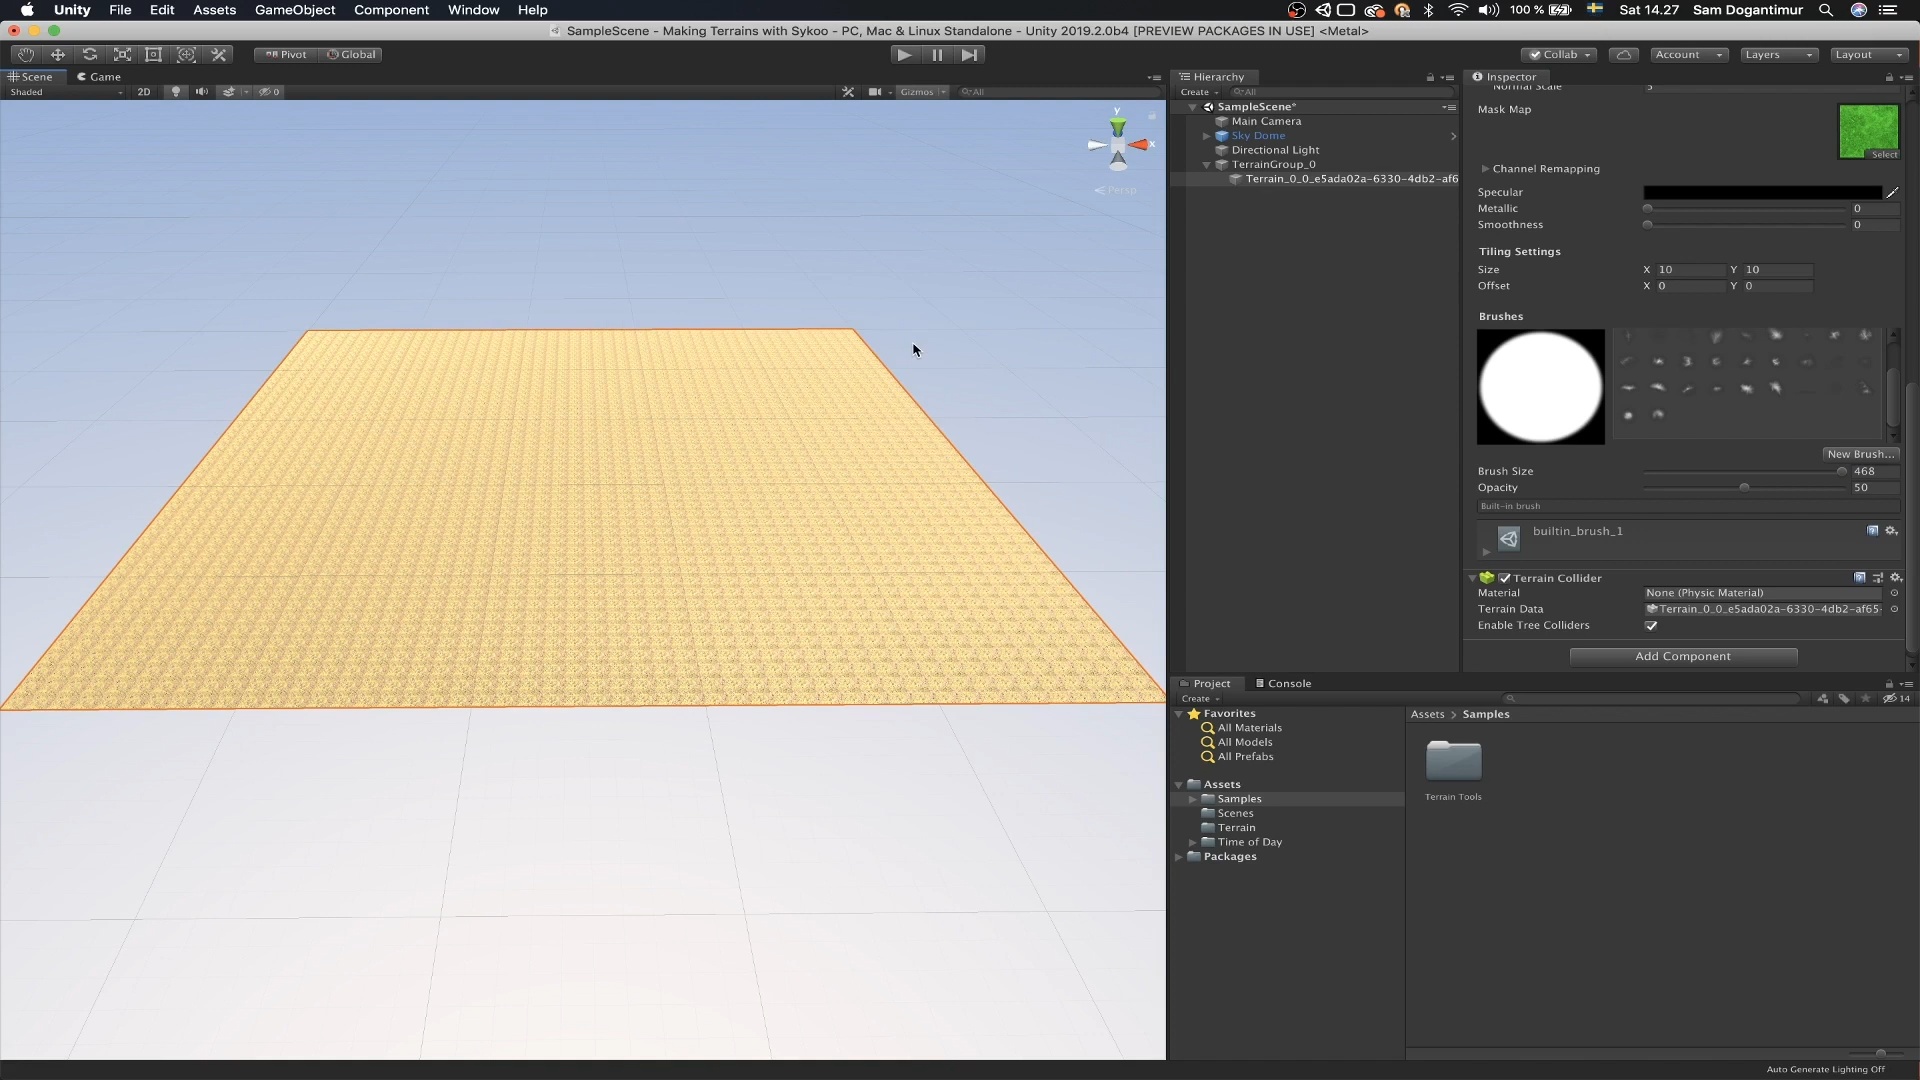 Unity File Edit Assets GameObject Component Window Help
100 % Sat 14.27 Sam Dogantimur
SampleScene - Making Terrains with Sykoo - PC, Mac & Linux Standalone - Unity 2019.2.0b4 [PREVIEW PACKAGES IN USE] <Metal>
Pivot Global
Collab Account Layers Layout
Scene Game
Shaded 2D 0 Gizmos All
y
x
Persp
Hierarchy
Create All
SampleScene*
Main Camera
Sky Dome
Directional Light
TerrainGroup_0
Terrain_0_0_e5ada02a-6330-4db2-af6
Inspector
Normal Scale 5
Mask Map
Select
Channel Remapping
Specular
Metallic 0
Smoothness 0
Tiling Settings
Size X 10 Y 10
Offset X 0 Y 0
Brushes
New Brush...
Brush Size 468
Opacity 50
Built-in brush
builtin_brush_1
Terrain Collider
Material None (Physic Material)
Terrain Data Terrain_0_0_e5ada02a-6330-4db2-af65-
Enable Tree Colliders
Add Component
Project Console
Create 14
Favorites
All Materials
All Models
All Prefabs
Assets
Samples
Scenes
Terrain
Time of Day
Packages
Assets > Samples
Terrain Tools
Auto Generate Lighting Off